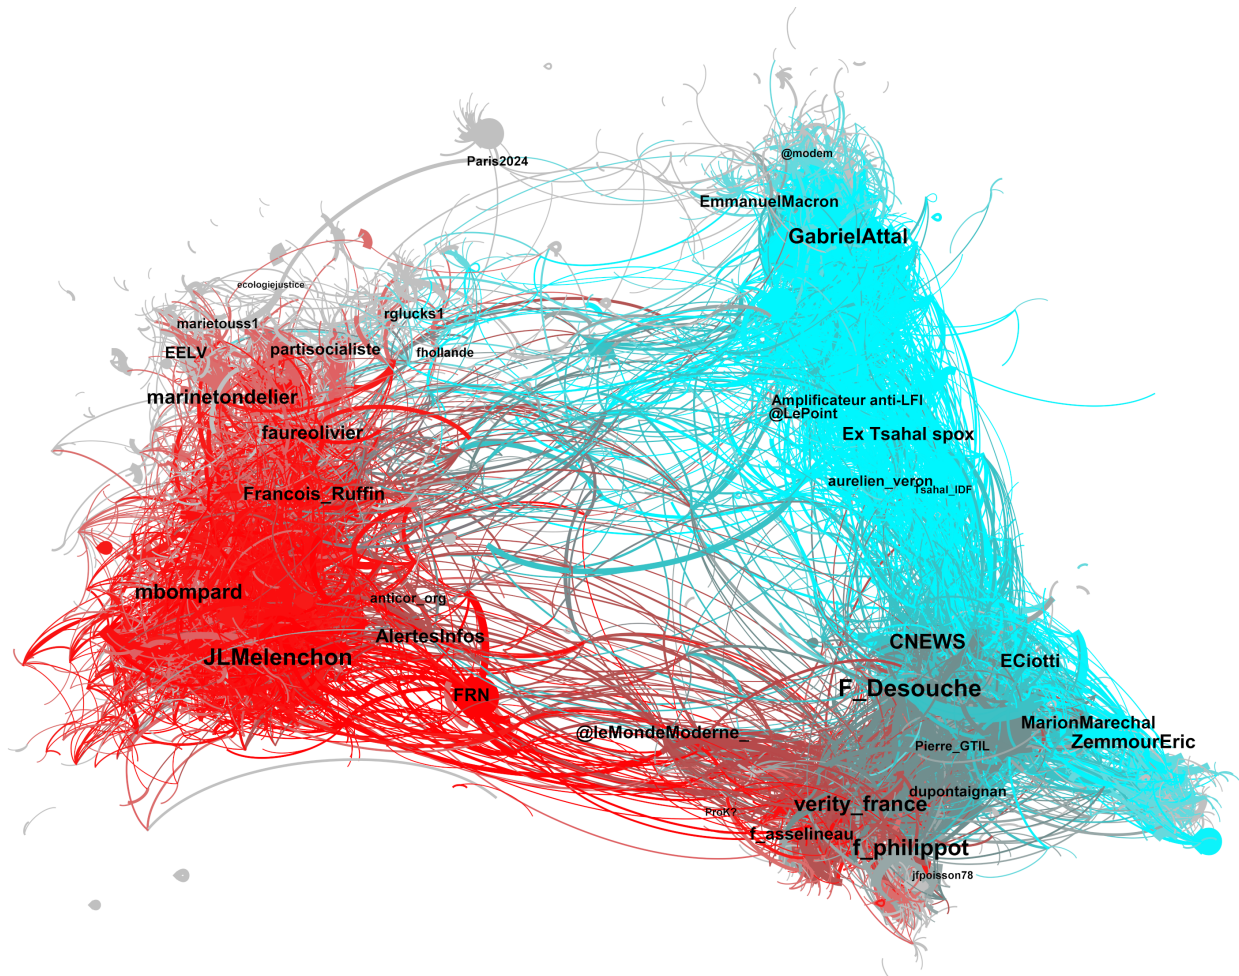 @modem
Paris2024
EmmanuelMacron
GabrielAttal
ecologiejustice
rglucks1
marietouss1
EELV
partisocialiste
fhollande
marinetondelier
Amplificateur anti-LFI
@LePoint
faureolivier
Ex Tsahal spox
aurelien_veron
Tsahal_IDF
Francois_Ruffin
mbompard
anticor_org
AlertesInfos
CNEWS
JLMelenchon
ECiotti
F_Desouche
FRN
MarionMarechal
@leMondeModerne_
ZemmourEric
Pierre_GTIL
dupontaignan
verity_france
ProK?
f_asselineau
f_philippot
jfpoisson78